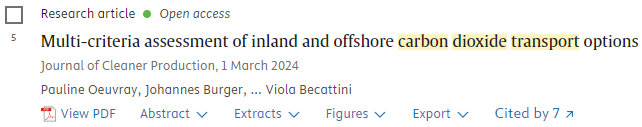 Research article Open access
5
Multi-criteria assessment of inland and offshore carbon dioxide transport options
Journal of Cleaner Production, 1 March 2024
Pauline Oeuvray, Johannes Burger, ... Viola Becattini
View PDF Abstract Extracts Figures Export Cited by 7